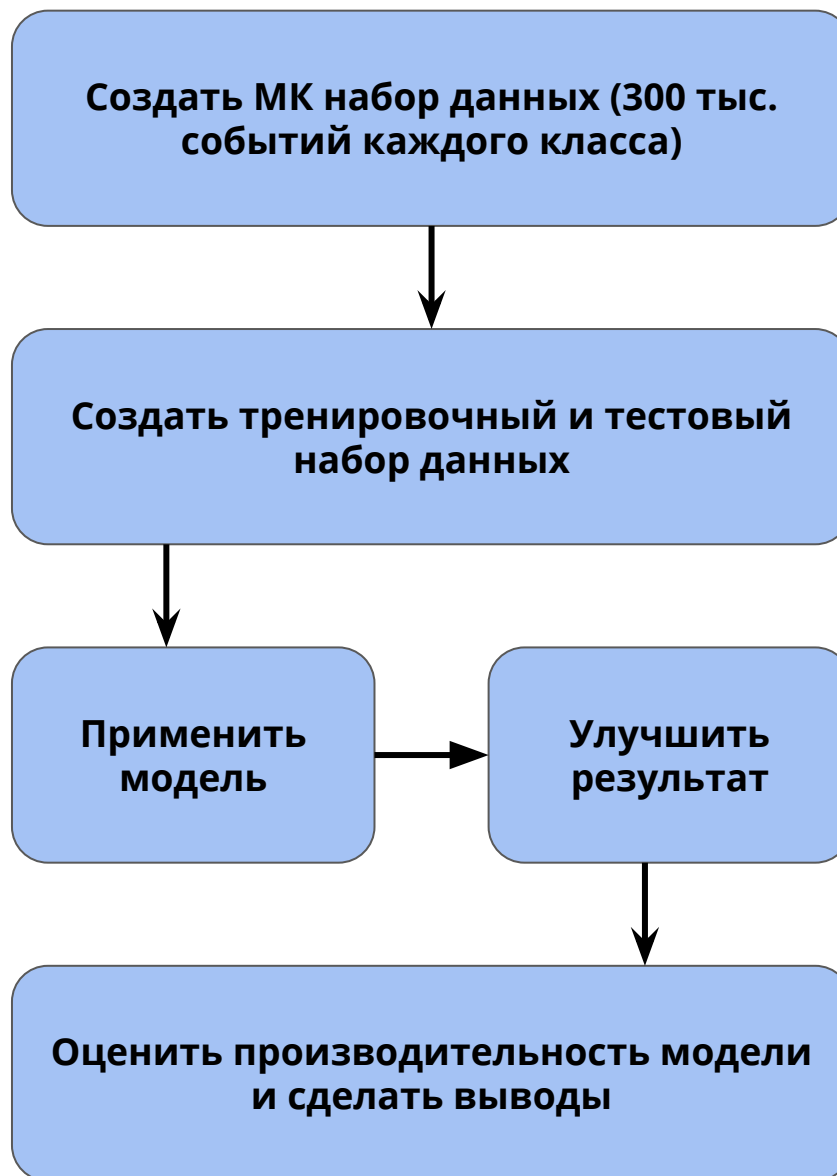 Создать МК набор данных (300 тыс.
событий каждого класса)
Создать тренировочный и тестовый
набор данных
Применить
модель
Улучшить
результат
Оценить производительность модели
и сделать выводы